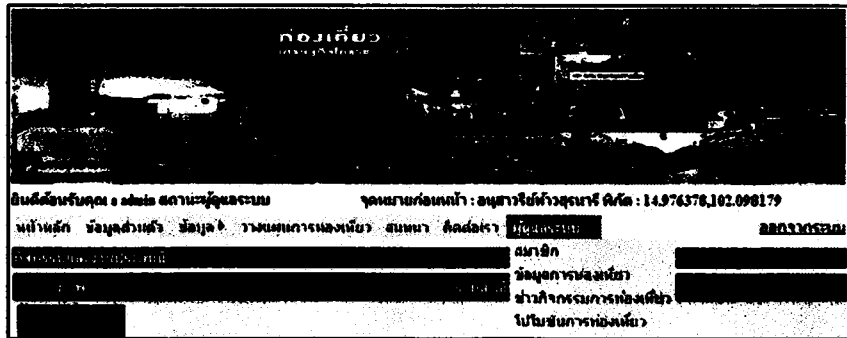 ท่องเที่ยว
ยินดีต้อนรับคุณ a admin สถานะผู้ดูแลระบบ จุดหมายก่อนหน้า : อนุสาวรีย์ท้าวสุรนารี พิกัด : 14.976378,102.098179
หน้าหลัก ข้อมูลส่วนตัว ข้อมูล วางแผนการท่องเที่ยว สนทนา ติดต่อเรา ผู้ดูแลระบบ ออกจากระบบ
สมาชิก
ข้อมูลการท่องเที่ยว
ข่าวกิจกรรมการท่องเที่ยว
โปรโมชันการท่องเที่ยว